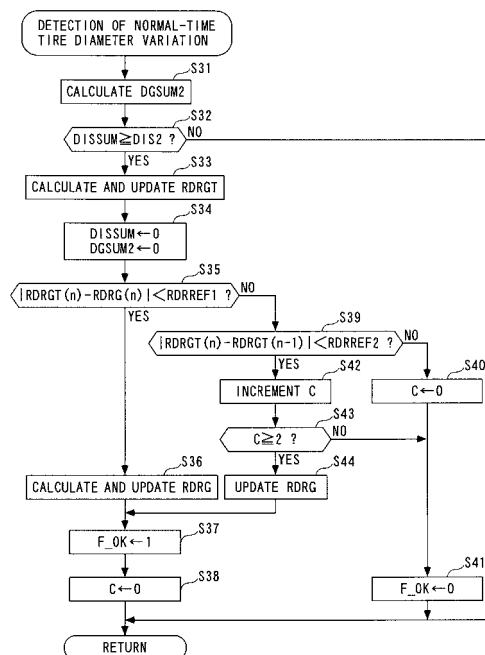 DETECTION OF NORMAL-TIME
TIRE DIAMETER VARIATION
S31
CALCULATE DGSUM2
S32
DISSUM≧DIS2 ?
NO
YES
S33
CALCULATE AND UPDATE RDRGT
S34
DISSUM←0
DGSUM2←0
S35
|RDRGT(n)-RDRG(n)|<RDRREF1 ?
NO
YES
S39
|RDRGT(n)-RDRGT(n-1)|<RDRREF2 ?
NO
YES
S42
S40
INCREMENT C
C←0
S43
C≧2 ?
NO
YES
S36
S44
CALCULATE AND UPDATE RDRG
UPDATE RDRG
S37
F_OK←1
S38
S41
C←0
F_OK←0
RETURN